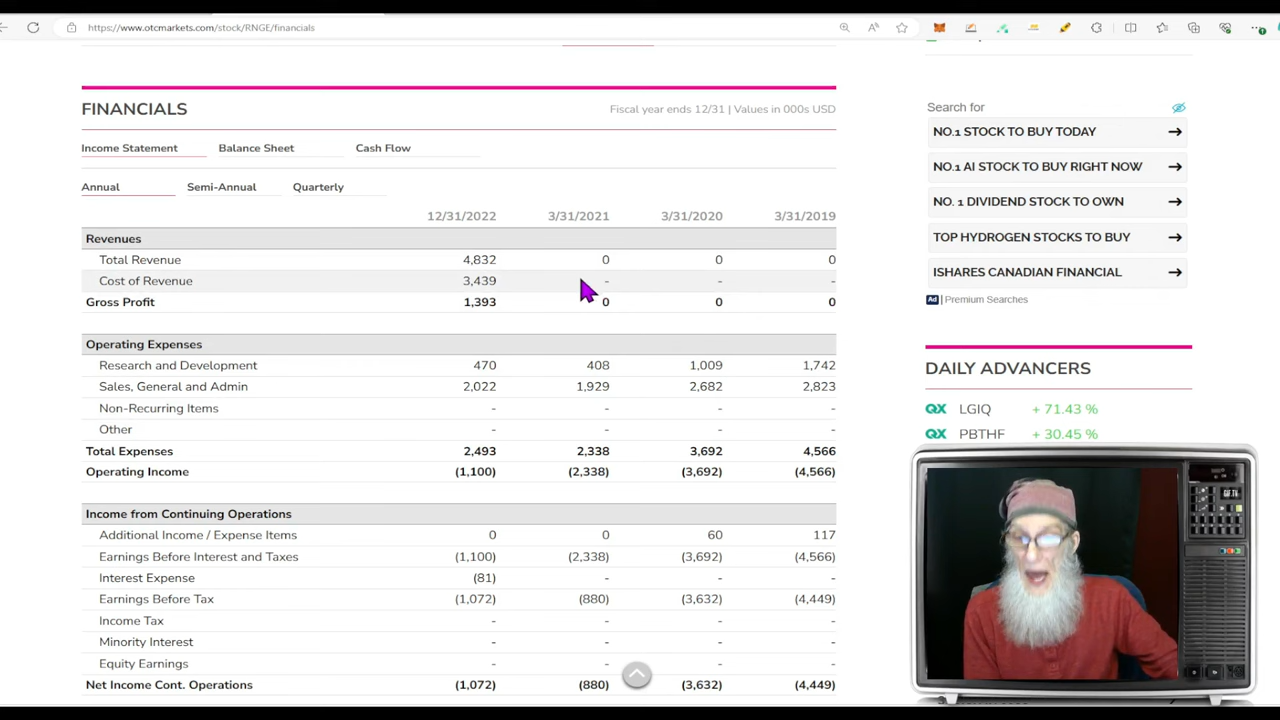 https://www.otcmarkets.com/stock/RNGE/financials
FINANCIALS
Fiscal year ends 12/31 | Values in 000s USD
Income Statement Balance Sheet Cash Flow
Annual Semi-Annual Quarterly
12/31/2022 3/31/2021 3/31/2020 3/31/2019
Revenues
Total Revenue 4,832 0 0 0
Cost of Revenue 3,439 - - -
Gross Profit 1,393 0 0 0
Operating Expenses
Research and Development 470 408 1,009 1,742
Sales, General and Admin 2,022 1,929 2,682 2,823
Non-Recurring Items - - - -
Other - - - -
Total Expenses 2,493 2,338 3,692 4,566
Operating Income (1,100) (2,338) (3,692) (4,566)
Income from Continuing Operations
Additional Income / Expense Items 0 0 60 117
Earnings Before Interest and Taxes (1,100) (2,338) (3,692) (4,566)
Interest Expense (81) - - -
Earnings Before Tax (1,072) (880) (3,632) (4,449)
Income Tax - - - -
Minority Interest - - - -
Equity Earnings - - - -
Net Income Cont. Operations (1,072) (880) (3,632) (4,449)
Search for
NO.1 STOCK TO BUY TODAY
NO.1 AI STOCK TO BUY RIGHT NOW
NO. 1 DIVIDEND STOCK TO OWN
TOP HYDROGEN STOCKS TO BUY
ISHARES CANADIAN FINANCIAL
Ad | Premium Searches
DAILY ADVANCERS
QX LGIQ + 71.43 %
QX PBTHF + 30.45 %
GIF.TV